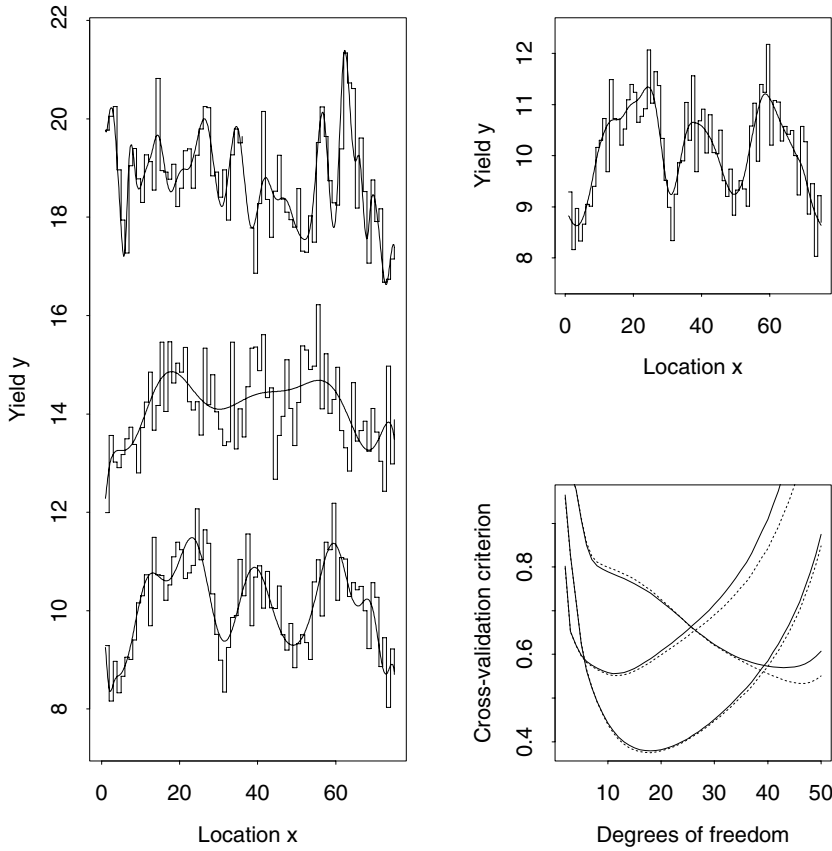 22
20
18
16
14
12
10
8
Yield y
0 20 40 60
Location x
12
11
10
9
8
Yield y
0 20 40 60
Location x
0.8
0.6
0.4
Cross-validation criterion
10 20 30 40 50
Degrees of freedom